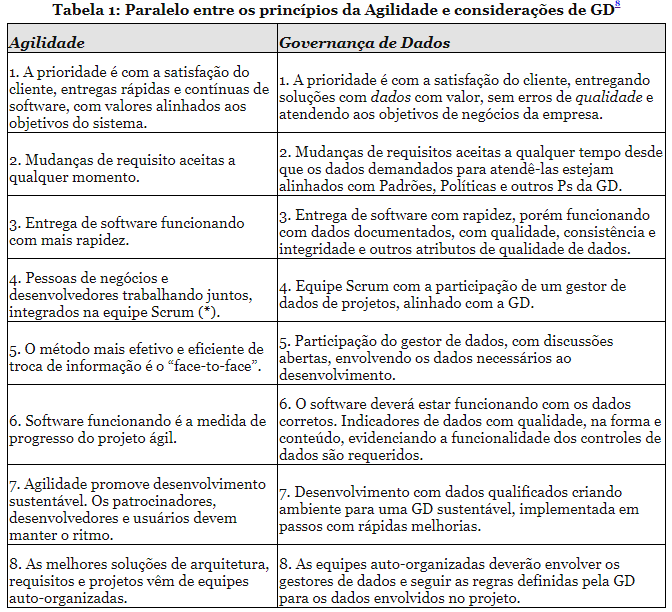 Tabela 1: Paralelo entre os princípios da Agilidade e considerações de GD8
Agilidade
Governança de Dados
1. A prioridade é com a satisfação do
cliente, entregas rápidas e contínuas de
software, com valores alinhados aos
objetivos do sistema.
1. A prioridade é com a satisfação do cliente, entregando
soluções com dados com valor, sem erros de qualidade e
atendendo aos objetivos de negócios da empresa.
2. Mudanças de requisito aceitas a
qualquer momento.
2. Mudanças de requisitos aceitas a qualquer tempo desde
que os dados demandados para atendê-las estejam
alinhados com Padrões, Políticas e outros Ps da GD.
3. Entrega de software funcionando
com mais rapidez.
3. Entrega de software com rapidez, porém funcionando
com dados documentados, com qualidade, consistência e
integridade e outros atributos de qualidade de dados.
4. Pessoas de negócios e
desenvolvedores trabalhando juntos,
integrados na equipe Scrum (*).
4. Equipe Scrum com a participação de um gestor de
dados de projetos, alinhado com a GD.
5. O método mais efetivo e eficiente de
troca de informação é o “face-to-face”.
5. Participação do gestor de dados, com discussões
abertas, envolvendo os dados necessários ao
desenvolvimento.
6. Software funcionando é a medida de
progresso do projeto ágil.
6. O software deverá estar funcionando com os dados
corretos. Indicadores de dados com qualidade, na forma e
conteúdo, evidenciando a funcionalidade dos controles de
dados são requeridos.
7. Agilidade promove desenvolvimento
sustentável. Os patrocinadores,
desenvolvedores e usuários devem
manter o ritmo.
7. Desenvolvimento com dados qualificados criando
ambiente para uma GD sustentável, implementada em
passos com rápidas melhorias.
8. As melhores soluções de arquitetura,
requisitos e projetos vêm de equipes
auto-organizadas.
8. As equipes auto-organizadas deverão envolver os
gestores de dados e seguir as regras definidas pela GD
para os dados envolvidos no projeto.